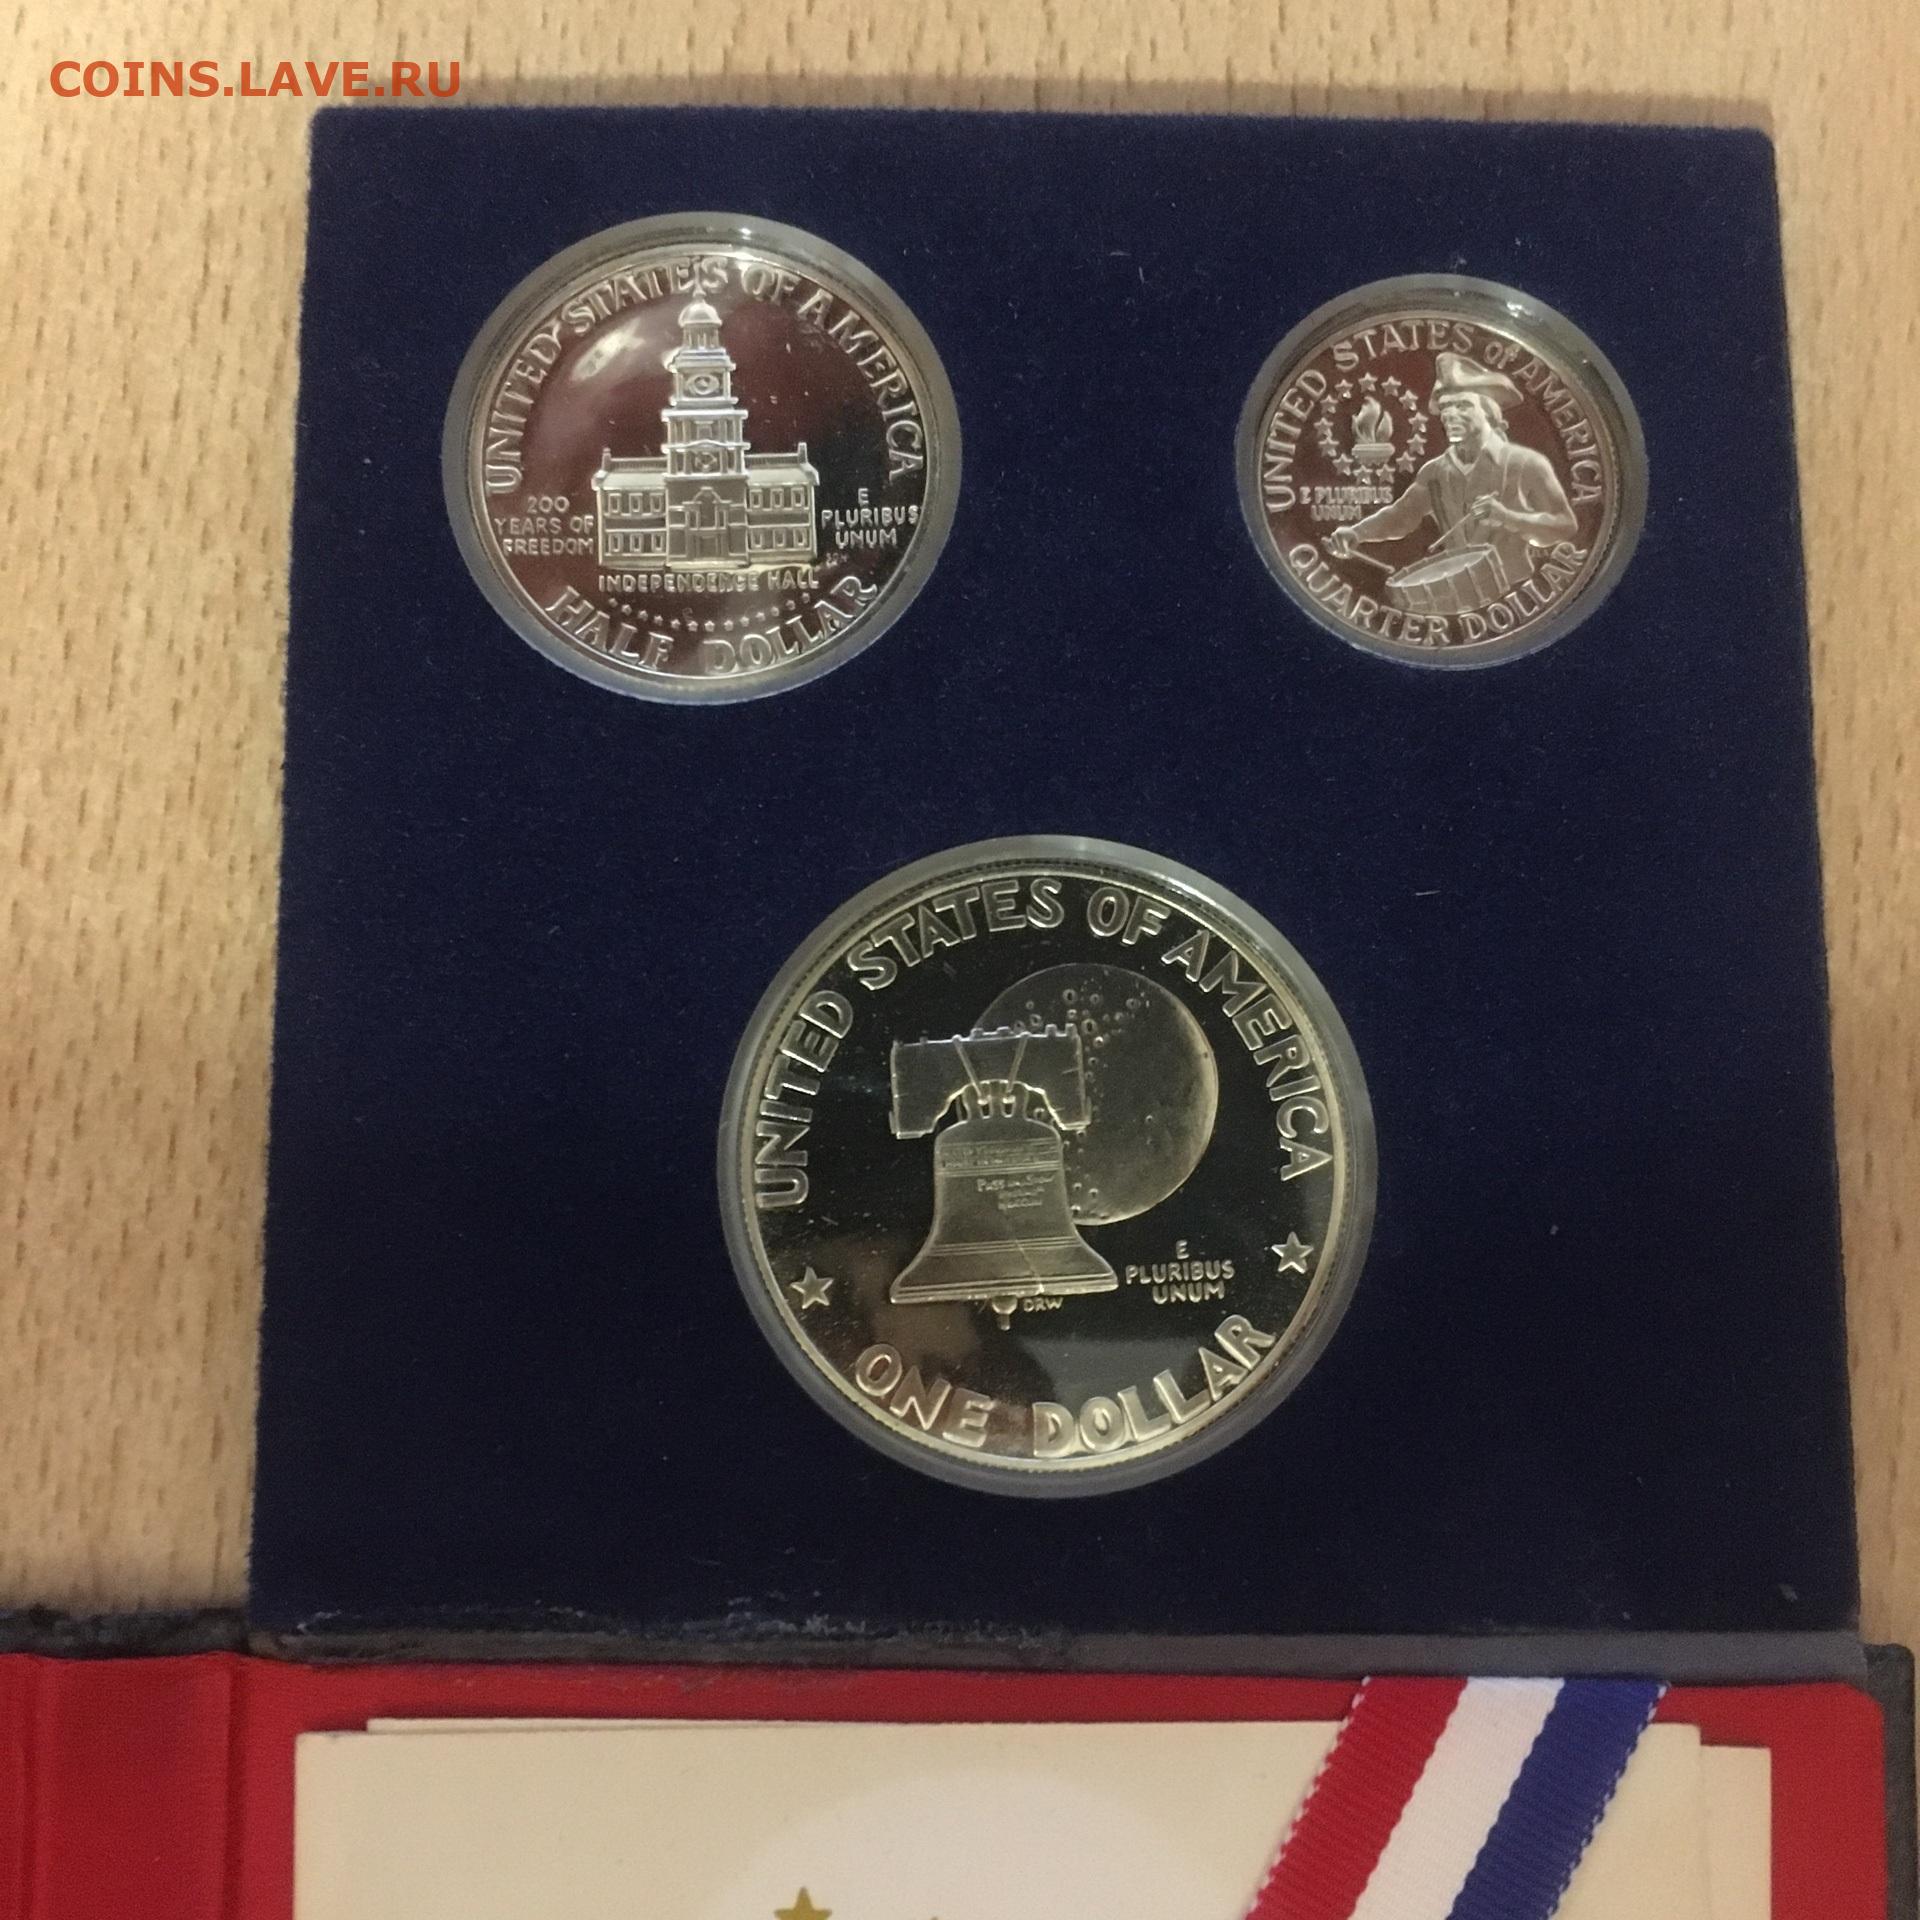 COINS.LAVE.RU
UNITED STATES OF AMERICA
200
YEARS OF
FREEDOM
E
PLURIBUS
UNUM
INDEPENDENCE HALL
HALF DOLLAR
UNITED STATES OF AMERICA
E PLURIBUS
UNUM
QUARTER DOLLAR
UNITED STATES OF AMERICA
E
PLURIBUS
UNUM
DRW
ONE DOLLAR